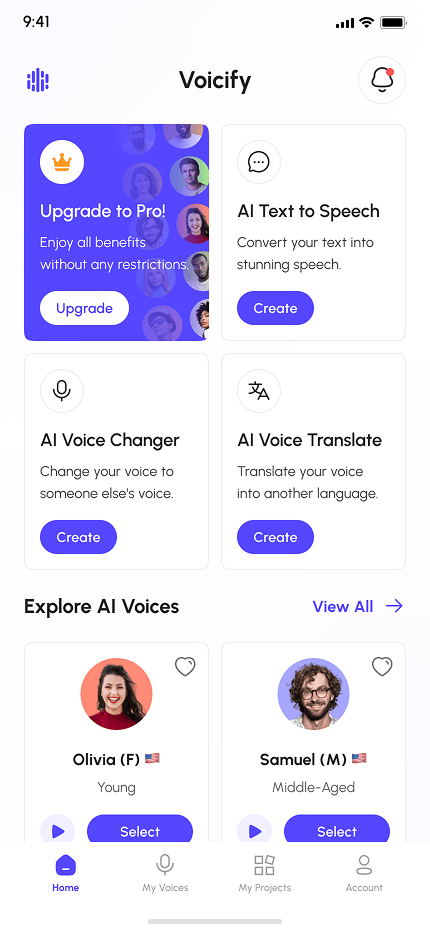 9:41
Voicify
Upgrade to Pro!
Enjoy all benefits
without any restrictions.
Upgrade
AI Text to Speech
Convert your text into
stunning speech.
Create
AI Voice Changer
Change your voice to
someone else's voice.
Create
AI Voice Translate
Translate your voice
into another language.
Create
Explore AI Voices
View All
Olivia (F)
Young
Select
Samuel (M)
Middle-Aged
Select
Home
My Voices
My Projects
Account